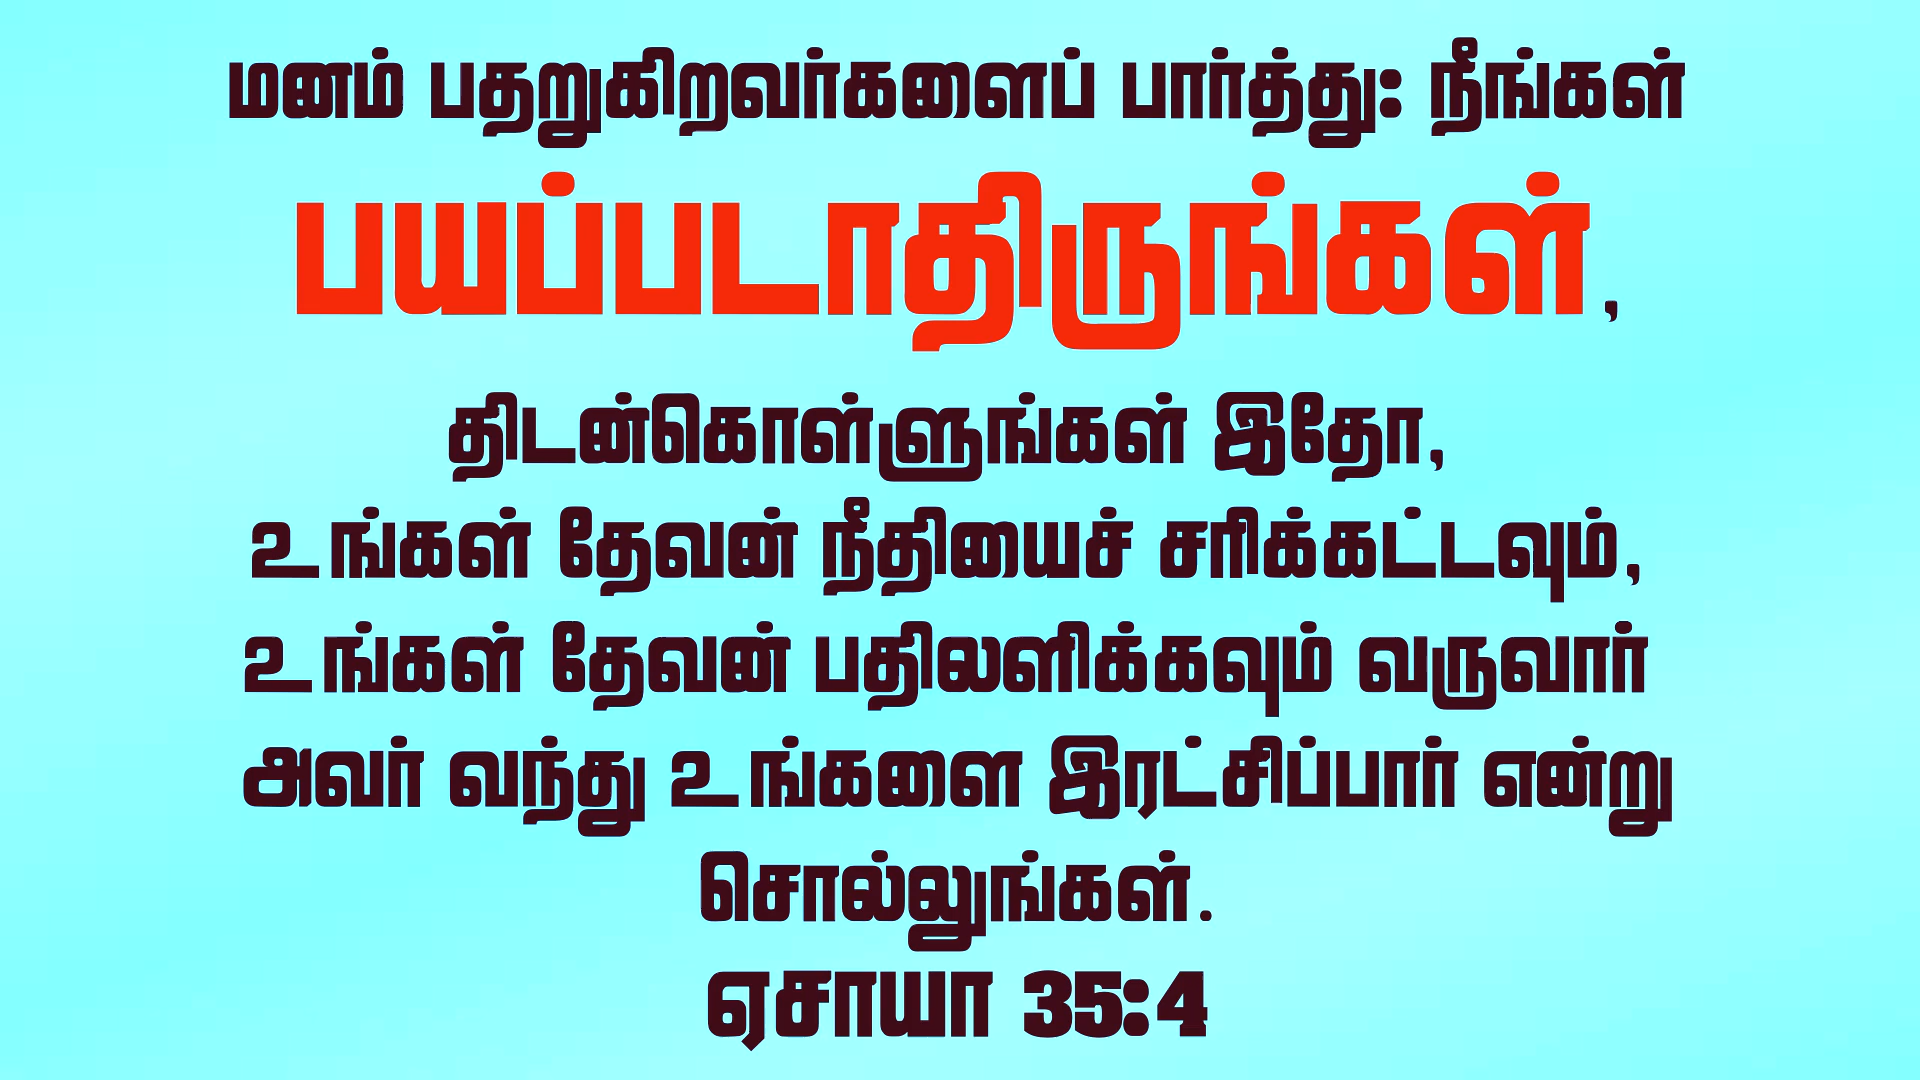 மனம் பதறுகிறவர்களைப் பார்த்து: நீங்கள்
பயப்படாதிருங்கள்,
திடன்கொள்ளுங்கள் இதோ,
உங்கள் தேவன் நீதியைச் சரிக்கட்டவும்,
உங்கள் தேவன் பதிலளிக்கவும் வருவார்
அவர் வந்து உங்களை இரட்சிப்பார் என்று
சொல்லுங்கள்.
ஏசாயா 35:4